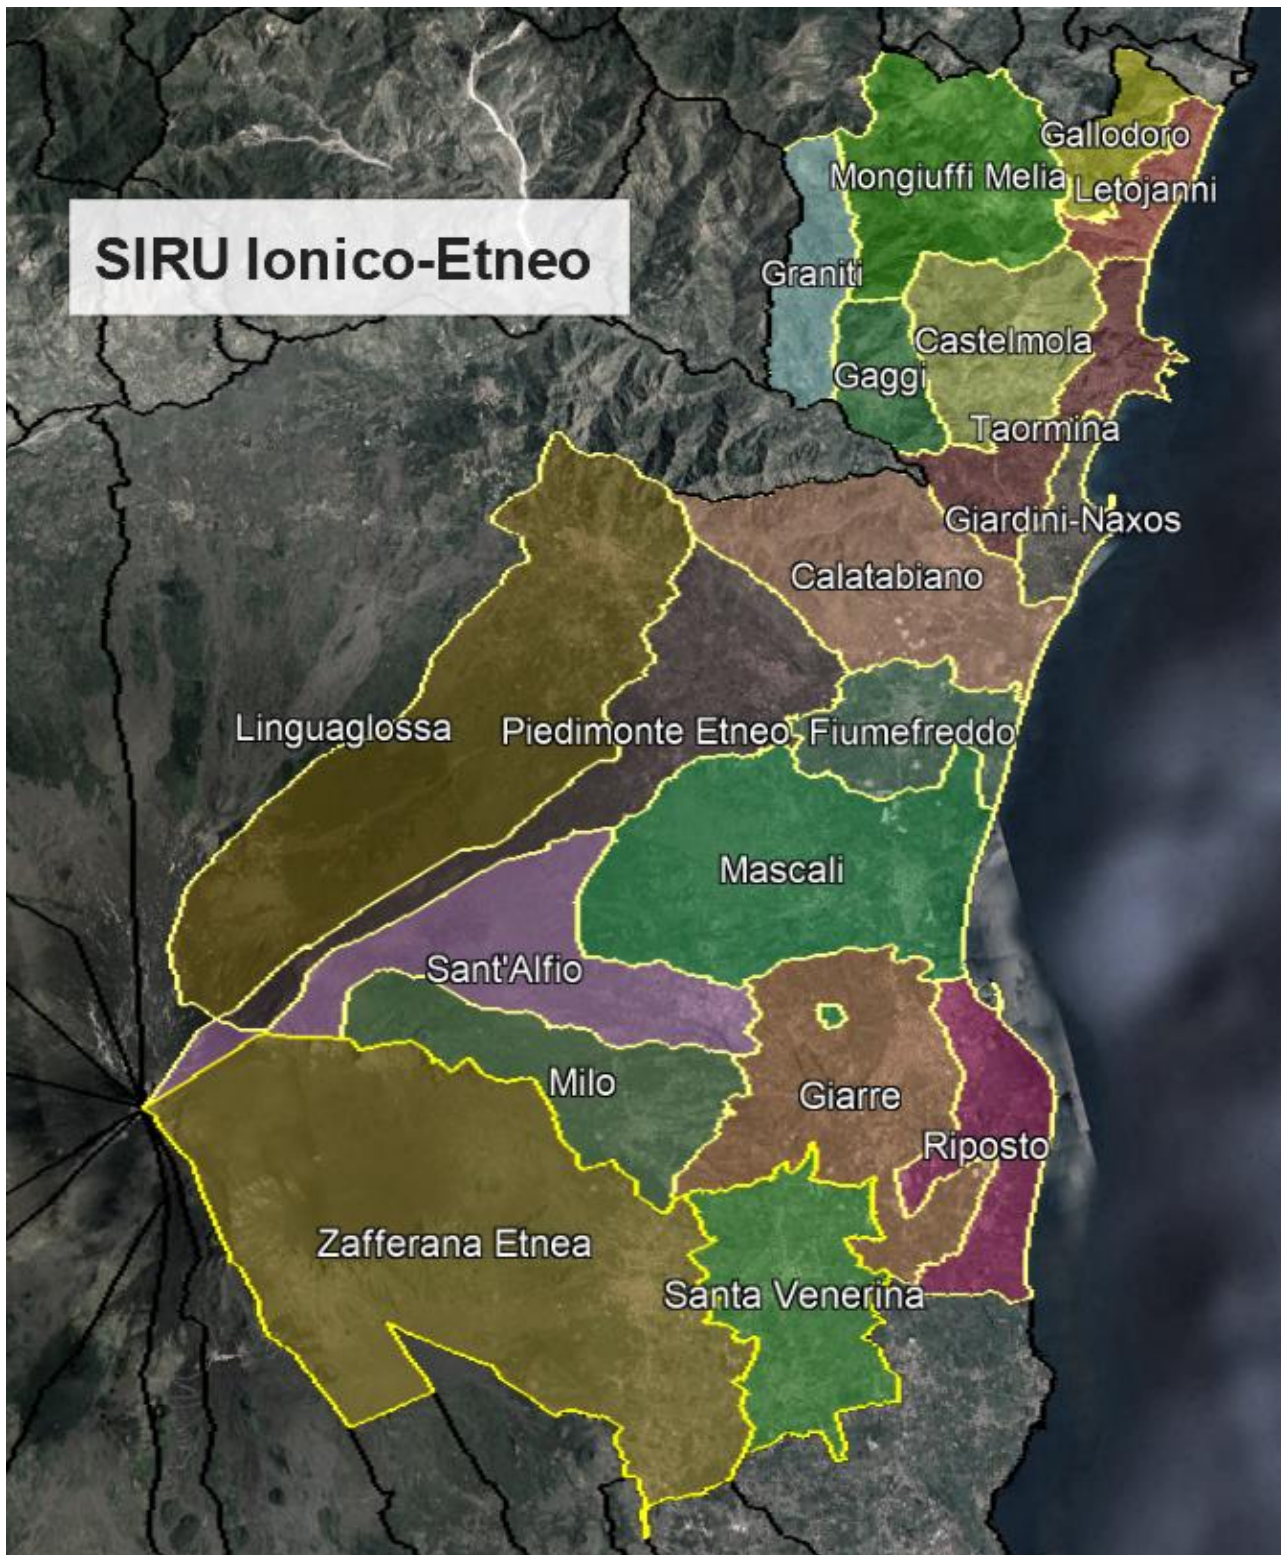 SIRU Ionico-Etneo
Gallodoro
Mongiuffi Melia
Letojanni
Graniti
Castelmola
Gaggi
Taormina
Giardini-Naxos
Calatabiano
Linguaglossa
Piedimonte Etneo
Fiumefreddo
Mascali
Sant'Alfio
Milo
Giarre
Riposto
Zafferana Etnea
Santa Venerina